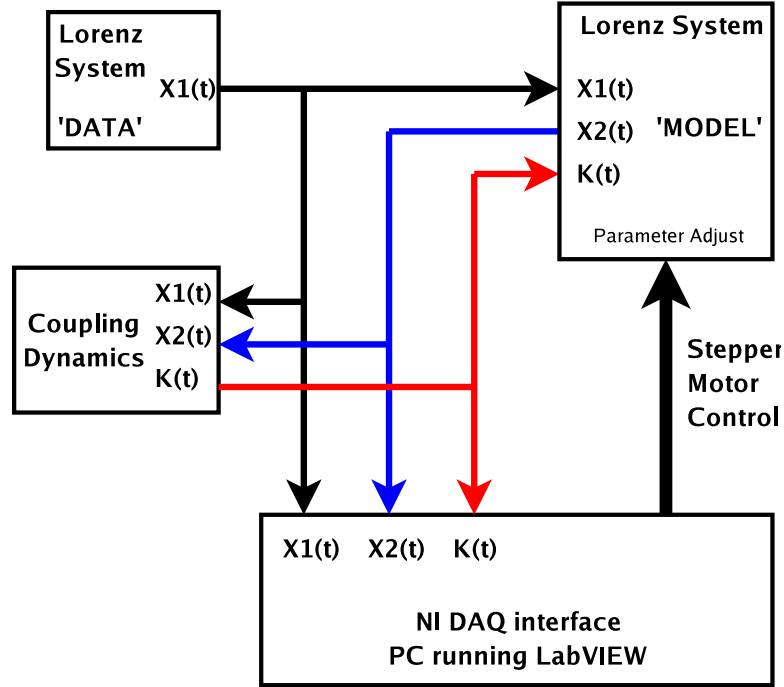 Lorenz
System
X1(t)
'DATA'
Lorenz System
X1(t)
X2(t)
'MODEL'
K(t)
Parameter Adjust
Coupling
Dynamics
X1(t)
X2(t)
K(t)
Stepper
Motor
Control
X1(t) X2(t) K(t)
NI DAQ interface
PC running LabVIEW